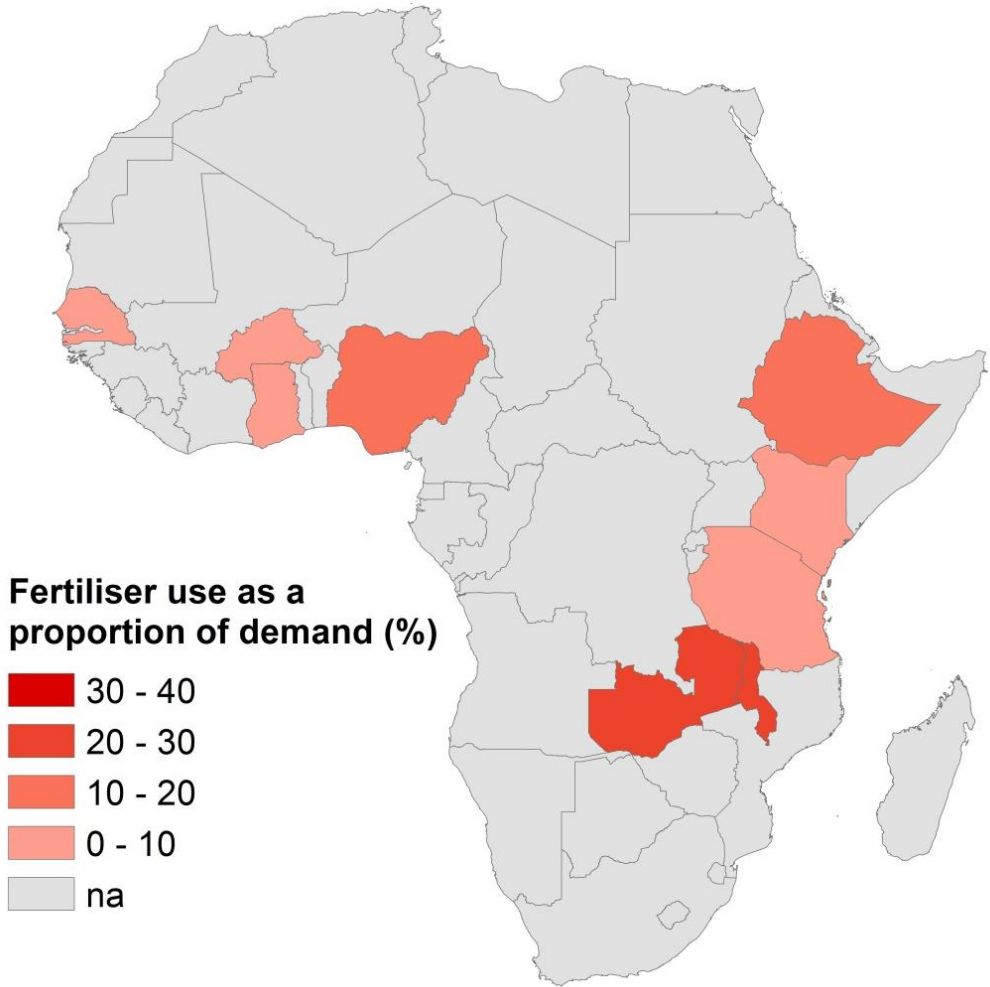 Fertiliser use as a
proportion of demand (%)
30 - 40
20 - 30
10 - 20
0 - 10
na